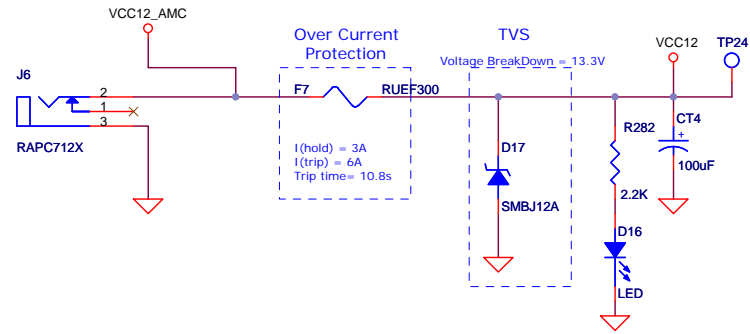 VCC12_AMC
Over Current
Protection
TVS
Voltage BreakDown = 13.3V
VCC12
TP24
J6
2
1
3
RAPC712X
F7
RUEF300
I(hold) = 3A
I(trip) = 6A
Trip time= 10.8s
D17
SMBJ12A
R282
2.2K
CT4
+
100uF
D16
LED